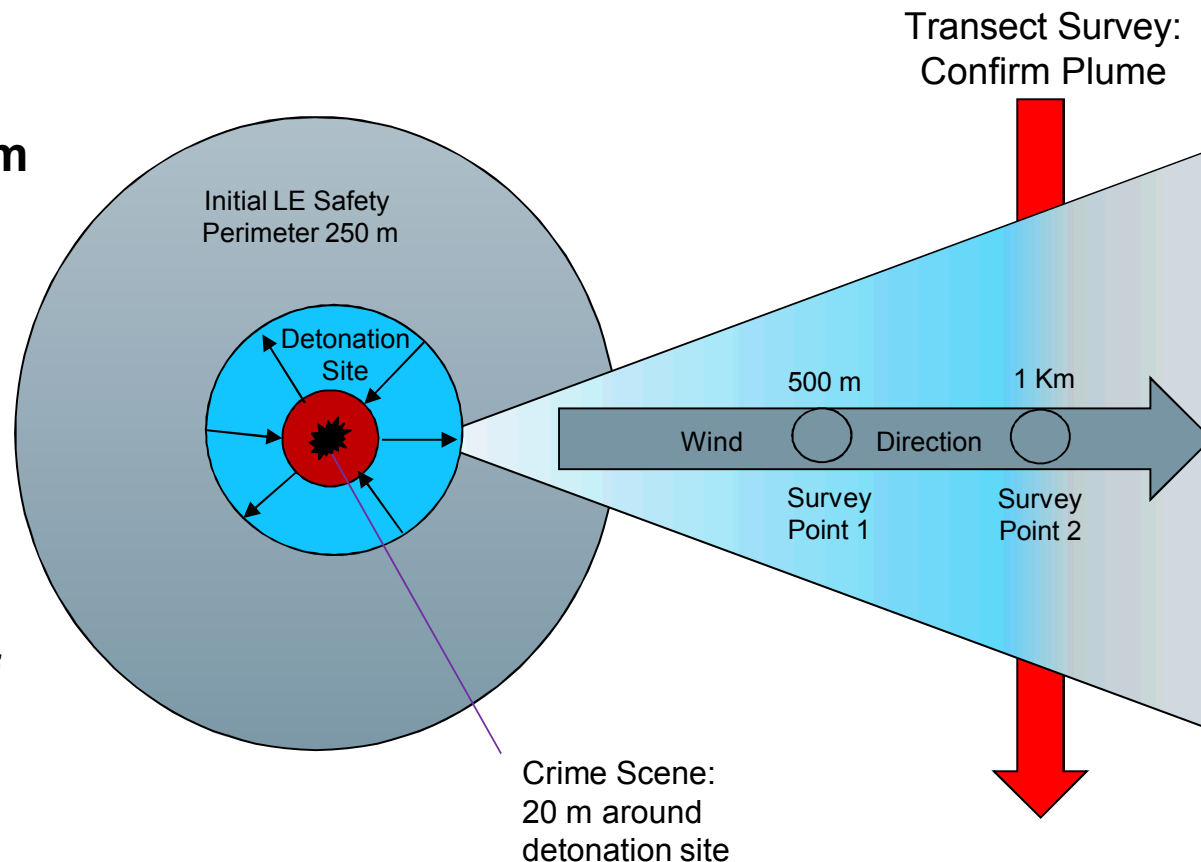 Transect Survey:
Confirm Plume
m
Initial LE Safety
Perimeter 250 m
Detonation
Site
500 m
1 Km
Wind
Direction
Survey
Point 1
Survey
Point 2
Crime Scene:
20 m around
detonation site